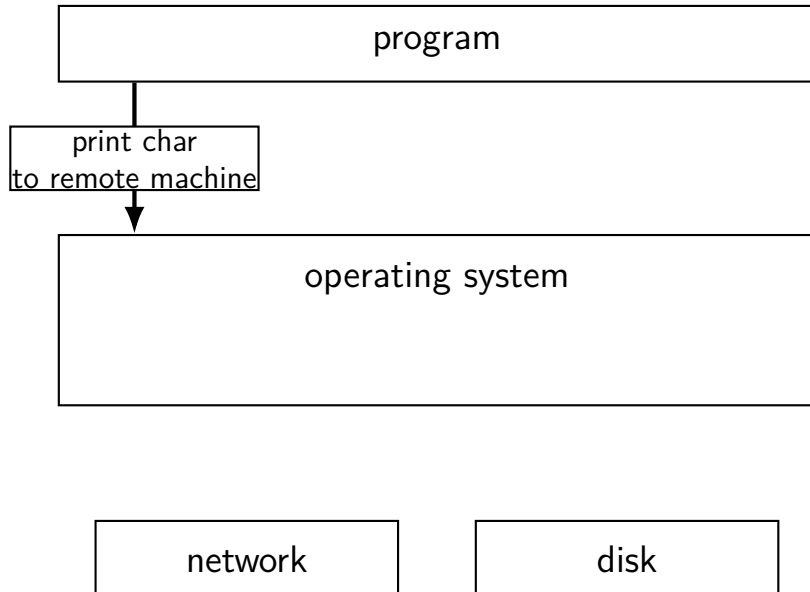 program
print char
to remote machine
operating system
network
disk